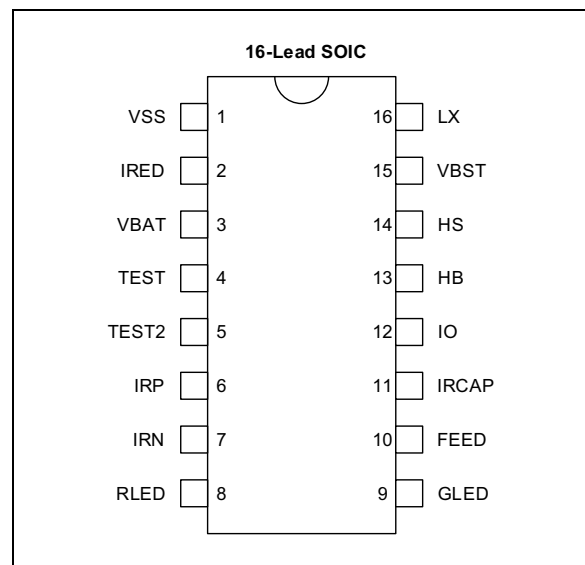 16-Lead SOIC
VSS 1 16 LX
IRED 2 15 VBST
VBAT 3 14 HS
TEST 4 13 HB
TEST2 5 12 IO
IRP 6 11 IRCAP
IRN 7 10 FEED
RLED 8 9 GLED